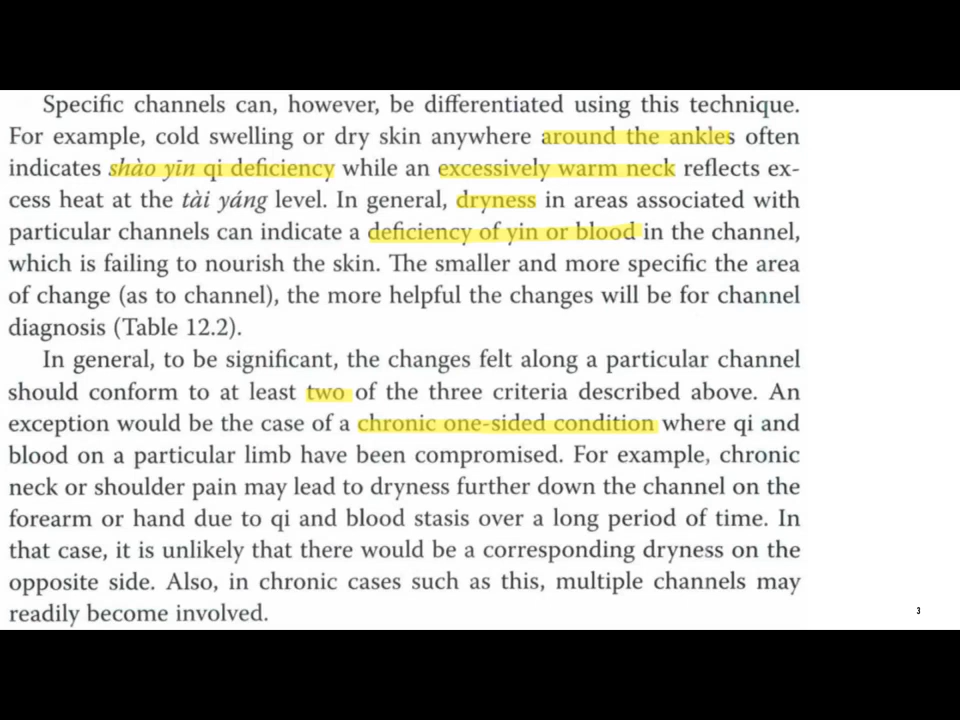 Specific channels can, however, be differentiated using this technique.
For example, cold swelling or dry skin anywhere around the ankles often
indicates shào yīn qi deficiency while an excessively warm neck reflects ex-
cess heat at the tài yáng level. In general, dryness in areas associated with
particular channels can indicate a deficiency of yin or blood in the channel,
which is failing to nourish the skin. The smaller and more specific the area
of change (as to channel), the more helpful the changes will be for channel
diagnosis (Table 12.2).
In general, to be significant, the changes felt along a particular channel
should conform to at least two of the three criteria described above. An
exception would be the case of a chronic one-sided condition where qi and
blood on a particular limb have been compromised. For example, chronic
neck or shoulder pain may lead to dryness further down the channel on the
forearm or hand due to qi and blood stasis over a long period of time. In
that case, it is unlikely that there would be a corresponding dryness on the
opposite side. Also, in chronic cases such as this, multiple channels may
readily become involved.
3